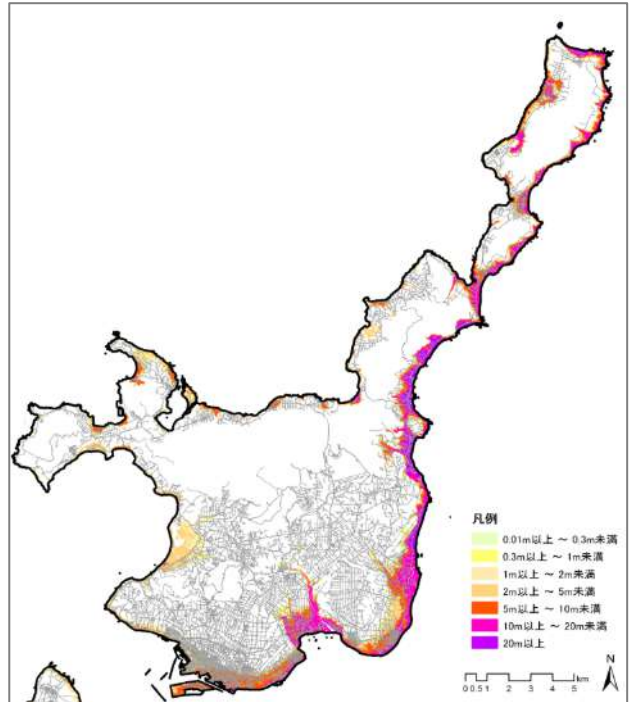 凡例
0.01m以上 ～ 0.3m未満
0.3m以上 ～ 1m未満
1m以上 ～ 2m未満
2m以上 ～ 5m未満
5m以上 ～ 10m未満
10m以上 ～ 20m未満
20m以上
N
km
0 0.5 1 2 3 4 5